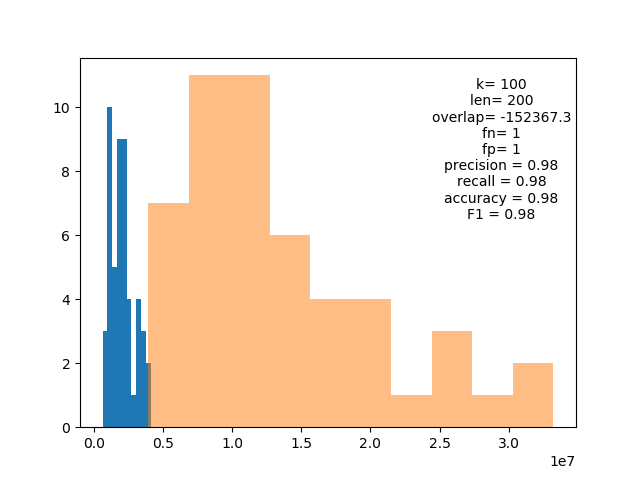 k= 100
len= 200
overlap= -152367.3
fn= 1
fp= 1
precision = 0.98
recall = 0.98
accuracy = 0.98
F1 = 0.98
10
8
6
4
2
0
0.0 0.5 1.0 1.5 2.0 2.5 3.0
1e7